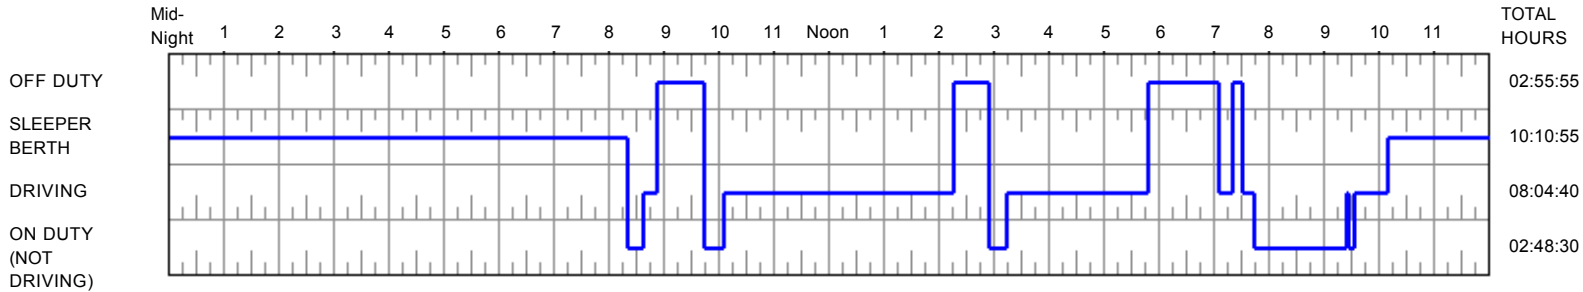 Mid-
Night 1 2 3 4 5 6 7 8 9 10 11 Noon 1 2 3 4 5 6 7 8 9 10 11
TOTAL
HOURS
OFF DUTY 02:55:55
SLEEPER
BERTH 10:10:55
DRIVING 08:04:40
ON DUTY
(NOT
DRIVING) 02:48:30